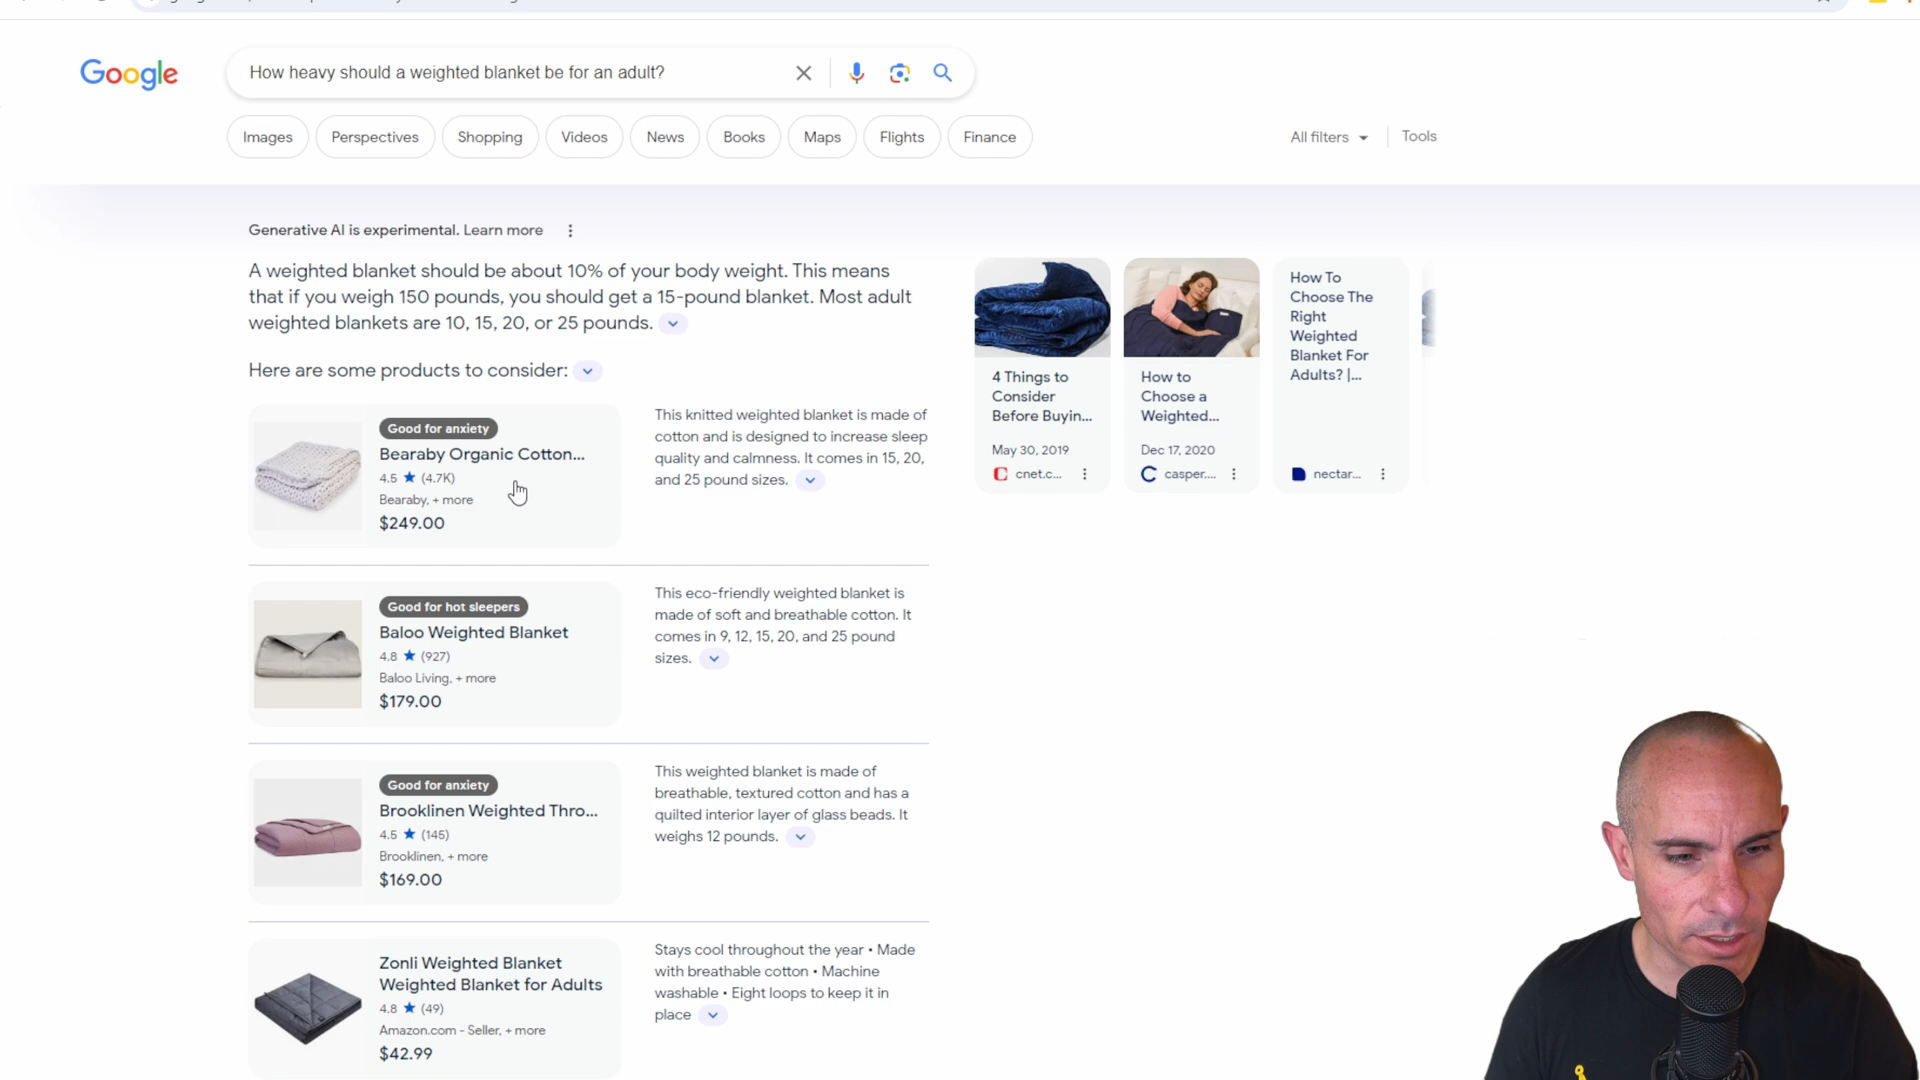 Google
How heavy should a weighted blanket be for an adult?
Images
Perspectives
Shopping
Videos
News
Books
Maps
Flights
Finance
All filters
Tools
Generative AI is experimental. Learn more
A weighted blanket should be about 10% of your body weight. This means
that if you weigh 150 pounds, you should get a 15-pound blanket. Most adult
weighted blankets are 10, 15, 20, or 25 pounds.
Here are some products to consider:
Good for anxiety
Bearaby Organic Cotton...
4.5 ★ (4.7K)
Bearaby, + more
$249.00
This knitted weighted blanket is made of
cotton and is designed to increase sleep
quality and calmness. It comes in 15, 20,
and 25 pound sizes.
Good for hot sleepers
Baloo Weighted Blanket
4.8 ★ (927)
Baloo Living, + more
$179.00
This eco-friendly weighted blanket is
made of soft and breathable cotton. It
comes in 9, 12, 15, 20, and 25 pound
sizes.
Good for anxiety
Brooklinen Weighted Thro...
4.5 ★ (145)
Brooklinen, + more
$169.00
This weighted blanket is made of
breathable, textured cotton and has a
quilted interior layer of glass beads. It
weighs 12 pounds.
Zonli Weighted Blanket
Weighted Blanket for Adults
4.8 ★ (49)
Amazon.com - Seller, + more
$42.99
Stays cool throughout the year • Made
with breathable cotton • Machine
washable • Eight loops to keep it in
place
4 Things to
Consider
Before Buyin...
May 30, 2019
cnet.c...
How to
Choose a
Weighted...
Dec 17, 2020
casper....
How To
Choose The
Right
Weighted
Blanket For
Adults? |...
nectar...